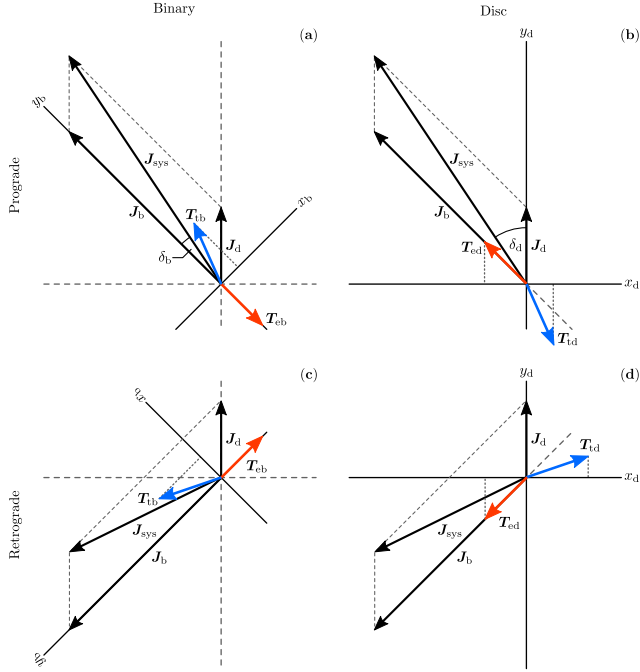 Binary
Disc
Prograde
Retrograde
(a)
y_b
x_b
J_sys
J_b
T_tb
J_d
δ_b
T_eb
(b)
y_d
J_sys
J_b
T_ed
δ_d
J_d
x_d
T_td
(c)
x_b
J_d
T_eb
T_tb
J_sys
J_b
y_b
(d)
y_d
J_d
T_td
x_d
T_ed
J_sys
J_b